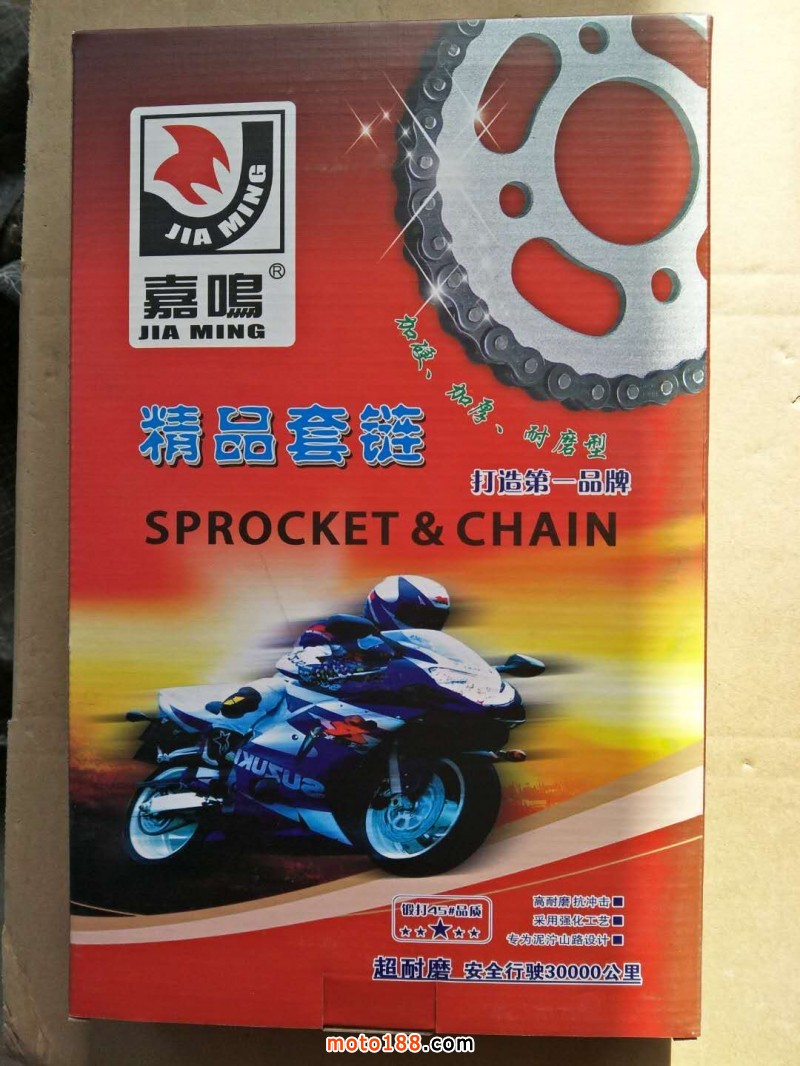 JIA MING
嘉鳴®
JIA MING
加硬、加厚、耐磨型
精品套链
打造第一品牌
SPROCKET & CHAIN
SUZUKI
锻打45#品质
高耐磨抗冲击
采用强化工艺
专为泥泞山路设计
超耐磨 安全行驶30000公里
moto188.com